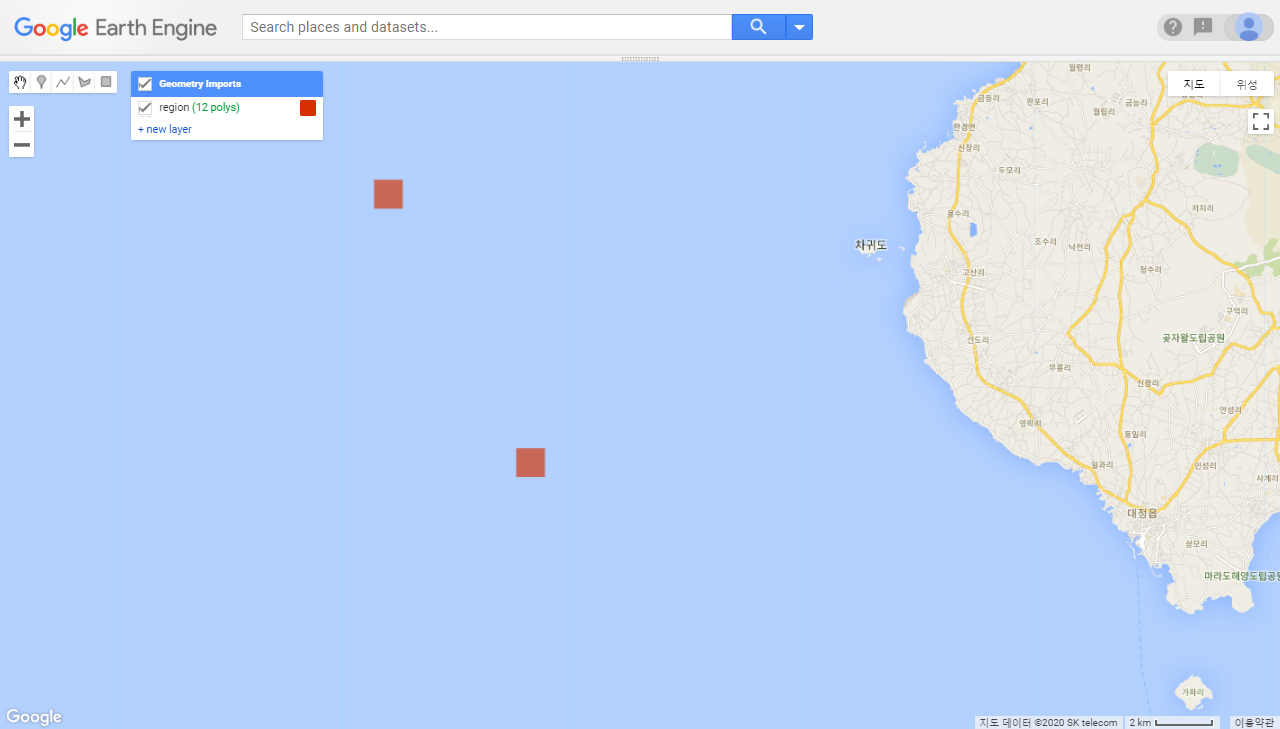 Google Earth Engine
Search places and datasets...
Geometry Imports
region (12 polys)
+ new layer
지도
위성
월령리
금등리
판포리
월림리
금능리
한경면
신창리
두모리
저지리
용수리
조수리
낙천리
차귀도
고산리
청수리
구억리
신도리
곶자왈도립공원
무릉리
신평리
안성리
영락리
동일리
일과리
인성리
사계리
대정읍
상모리
마라도해양도립공원
가파리
Google
지도 데이터 ©2020 SK telecom
2 km
이용약관